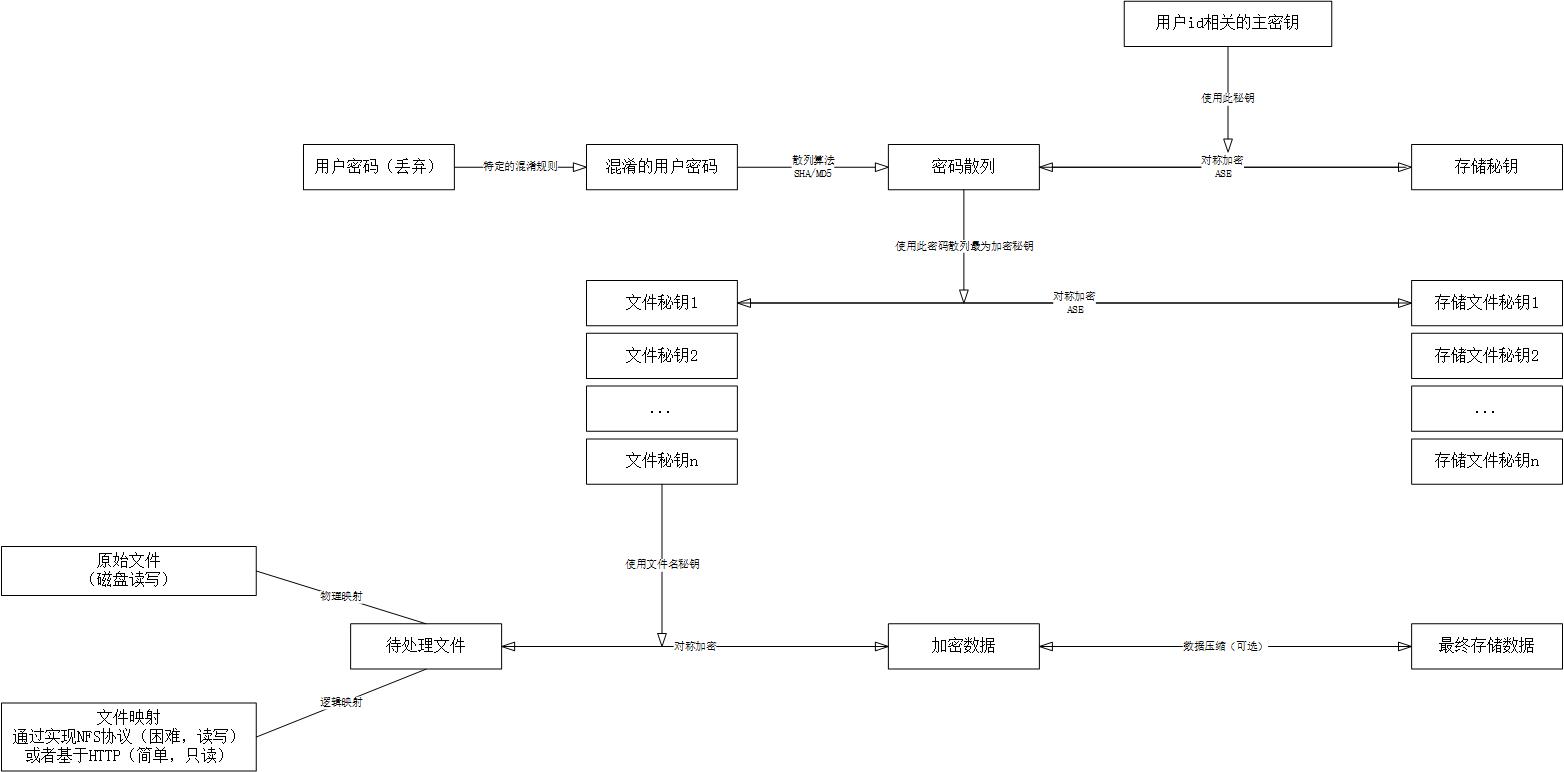 用户id相关的主密钥
使用此秘钥
用户密码（丢弃）
特定的混淆规则
混淆的用户密码
散列算法
SHA/MD5
密码散列
对称加密
ASE
存储秘钥
使用此密码散列最为加密秘钥
文件秘钥1
对称加密
ASE
存储文件秘钥1
文件秘钥2
存储文件秘钥2
...
...
文件秘钥n
存储文件秘钥n
使用文件名秘钥
原始文件
（磁盘读写）
物理映射
待处理文件
对称加密
加密数据
数据压缩（可选）
最终存储数据
逻辑映射
文件映射
通过实现NFS协议（困难，读写）
或者基于HTTP（简单，只读）